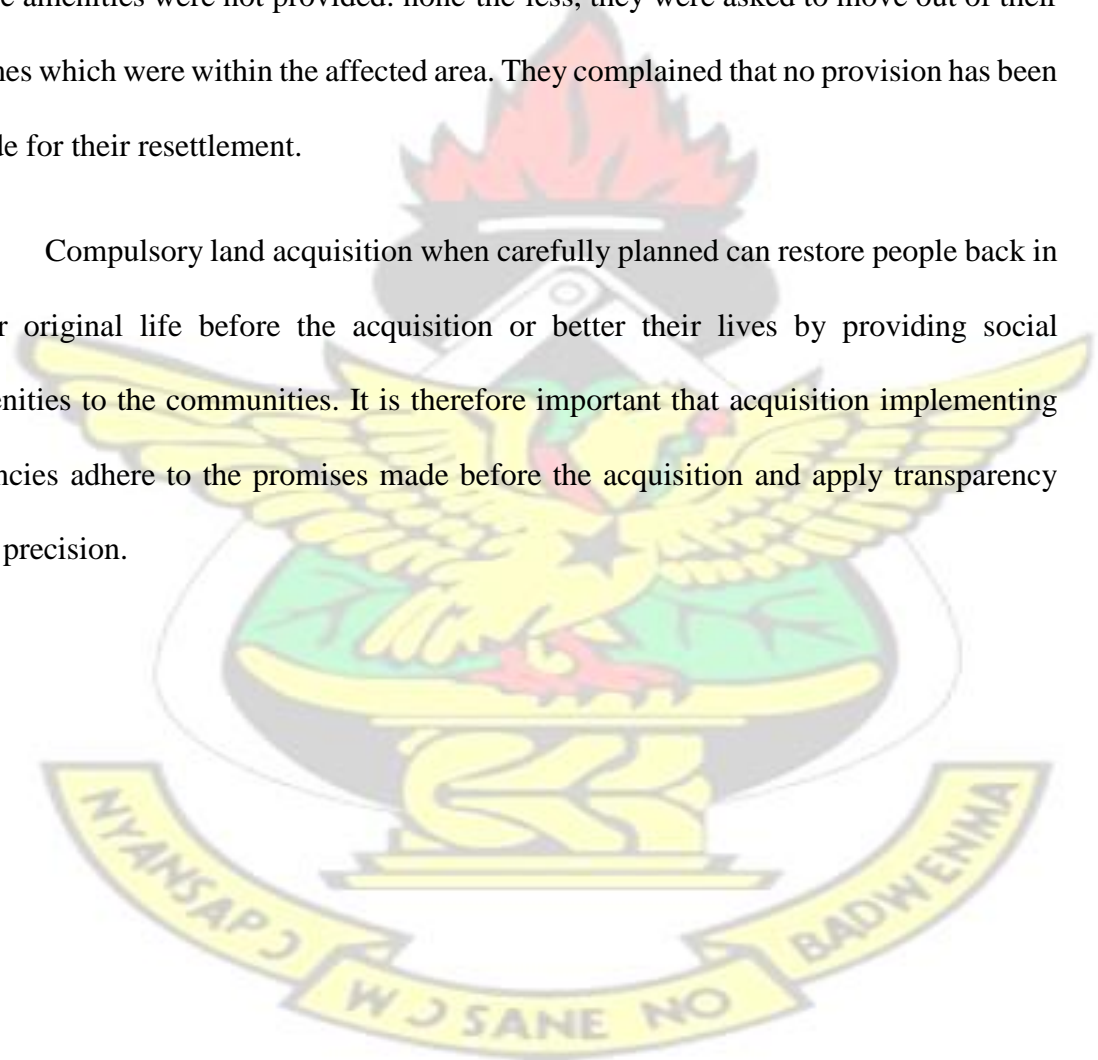 e amenities were not provided: none-the-less, they were asked to move out of their
nes which were within the affected area. They complained that no provision has been
de for their resettlement.
Compulsory land acquisition when carefully planned can restore people back in
r original life before the acquisition or better their lives by providing social
enities to the communities. It is therefore important that acquisition implementing
ncies adhere to the promises made before the acquisition and apply transparency
precision.
NYANSAPƆ
WƆSANE NO
BADWENMA